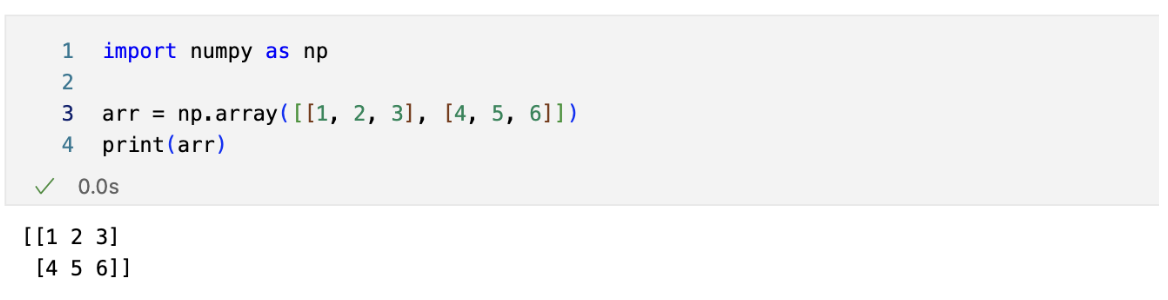 1 import numpy as np
2
3 arr = np.array([[1, 2, 3], [4, 5, 6]])
4 print(arr)
✓ 0.0s
[[1 2 3]
 [4 5 6]]